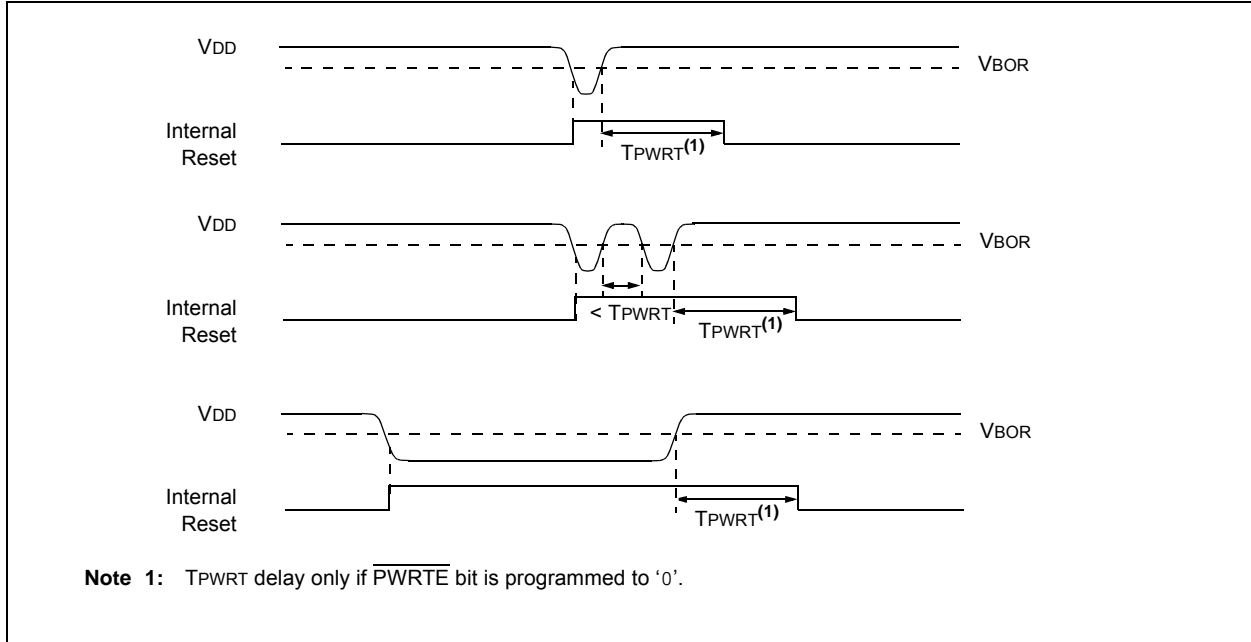 VDD
VBOR
Internal
Reset
TPWRT(1)
VDD
VBOR
Internal
Reset
< TPWRT
TPWRT(1)
VDD
VBOR
Internal
Reset
TPWRT(1)
Note 1: TPWRT delay only if PWRTE bit is programmed to ‘0’.